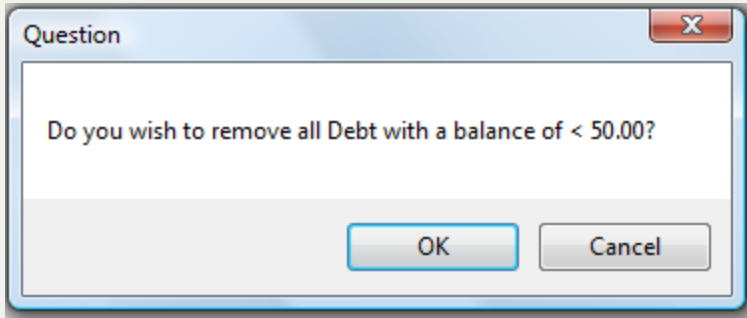 Question
Do you wish to remove all Debt with a balance of < 50.00?
OK
Cancel